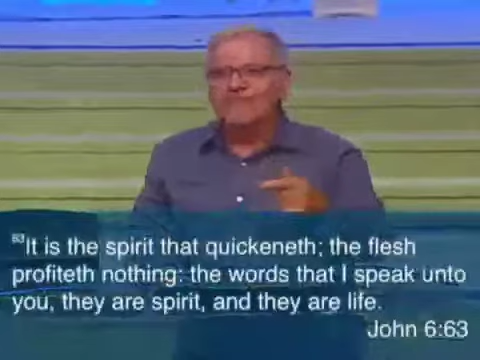 ⁶³It is the spirit that quickeneth; the flesh
profiteth nothing: the words that I speak unto
you, they are spirit, and they are life.
John 6:63